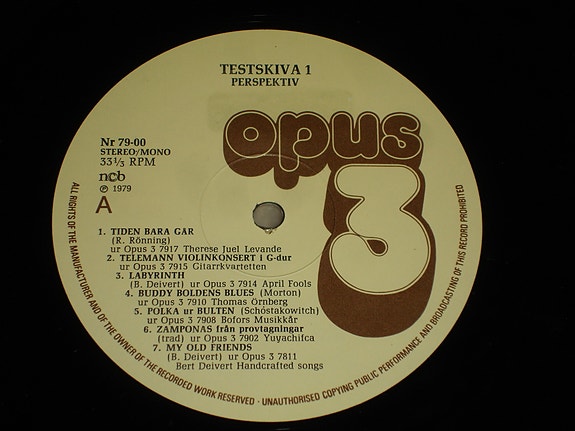 TESTSKIVA 1
PERSPEKTIV
opus
3
Nr 79-00
STEREO/MONO
33 1/3 RPM
ncb
℗ 1979
A
1. TIDEN BARA GÅR
(R. Rönning)
ur Opus 3 7917 Therese Juel Levande
2. TELEMANN VIOLINKONSERT i G-dur
ur Opus 3 7915 Gitarrkvartetten
3. LABYRINTH
(B. Deivert) ur Opus 3 7914 April Fools
4. BUDDY BOLDENS BLUES (Morton)
ur Opus 3 7910 Thomas Örnberg
5. POLKA ur BULTEN (Schöstakowitch)
ur Opus 3 7908 Bofors Musikkår
6. ZAMPONAS från provtagningar
(trad) ur Opus 3 7902 Yuyachifca
7. MY OLD FRIENDS
(B. Deivert) ur Opus 3 7811
Bert Deivert Handcrafted songs
ALL RIGHTS OF THE MANUFACTURER AND OF THE OWNER OF THE RECORDED WORK RESERVED · UNAUTHORISED COPYING PUBLIC PERFORMANCE AND BROADCASTING OF THIS RECORD PROHIBITED